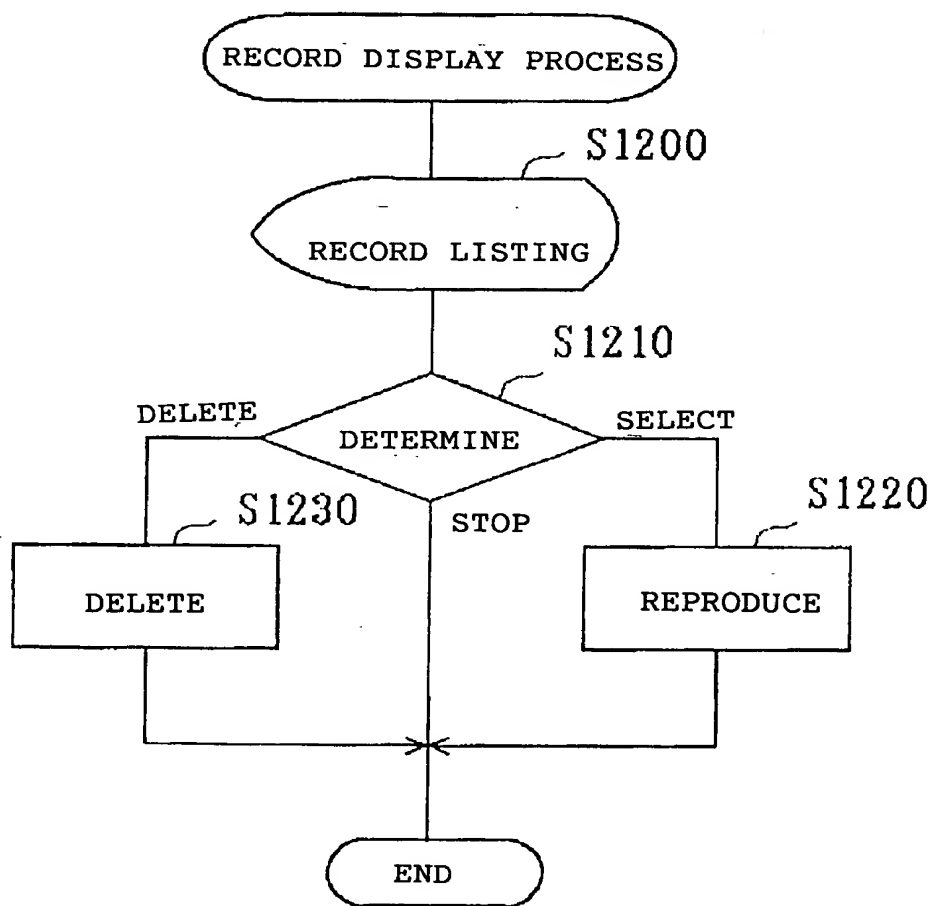 RECORD DISPLAY PROCESS
S1200
RECORD LISTING
S1210
DELETE
DETERMINE
SELECT
S1230
STOP
S1220
DELETE
REPRODUCE
END